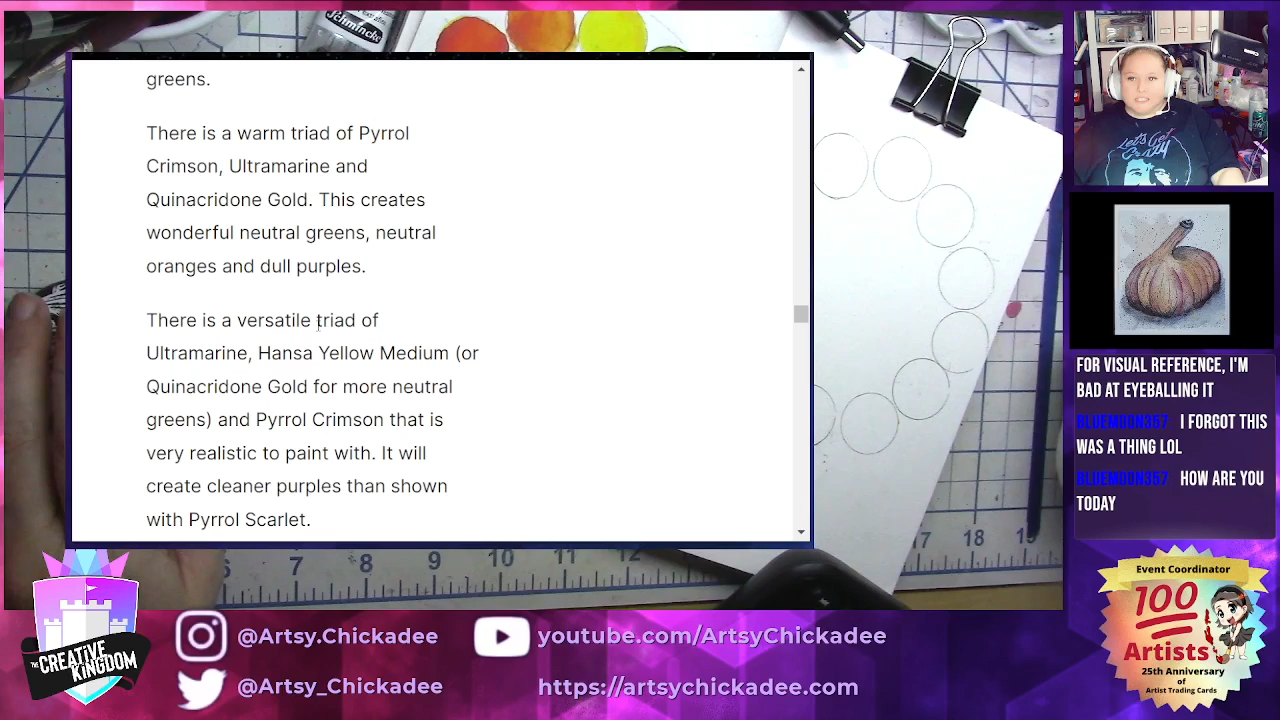 Schmincke
greens.
There is a warm triad of Pyrrol
Crimson, Ultramarine and
Quinacridone Gold. This creates
wonderful neutral greens, neutral
oranges and dull purples.
There is a versatile triad of
Ultramarine, Hansa Yellow Medium (or
Quinacridone Gold for more neutral
greens) and Pyrrol Crimson that is
very realistic to paint with. It will
create cleaner purples than shown
with Pyrrol Scarlet.
7 8 9 10 11 12
17 18
LET'S GET
CRAZY
FOR VISUAL REFERENCE, I'M
BAD AT EYEBALLING IT
BLUEMOON357 I FORGOT THIS
WAS A THING LOL
BLUEMOON357 HOW ARE YOU
TODAY
Event Coordinator
100
Artists
25th Anniversary
of
Artist Trading Cards
THE CREATIVE
KINGDOM
@Artsy.Chickadee
youtube.com/ArtsyChickadee
@Artsy_Chickadee
https://artsychickadee.com